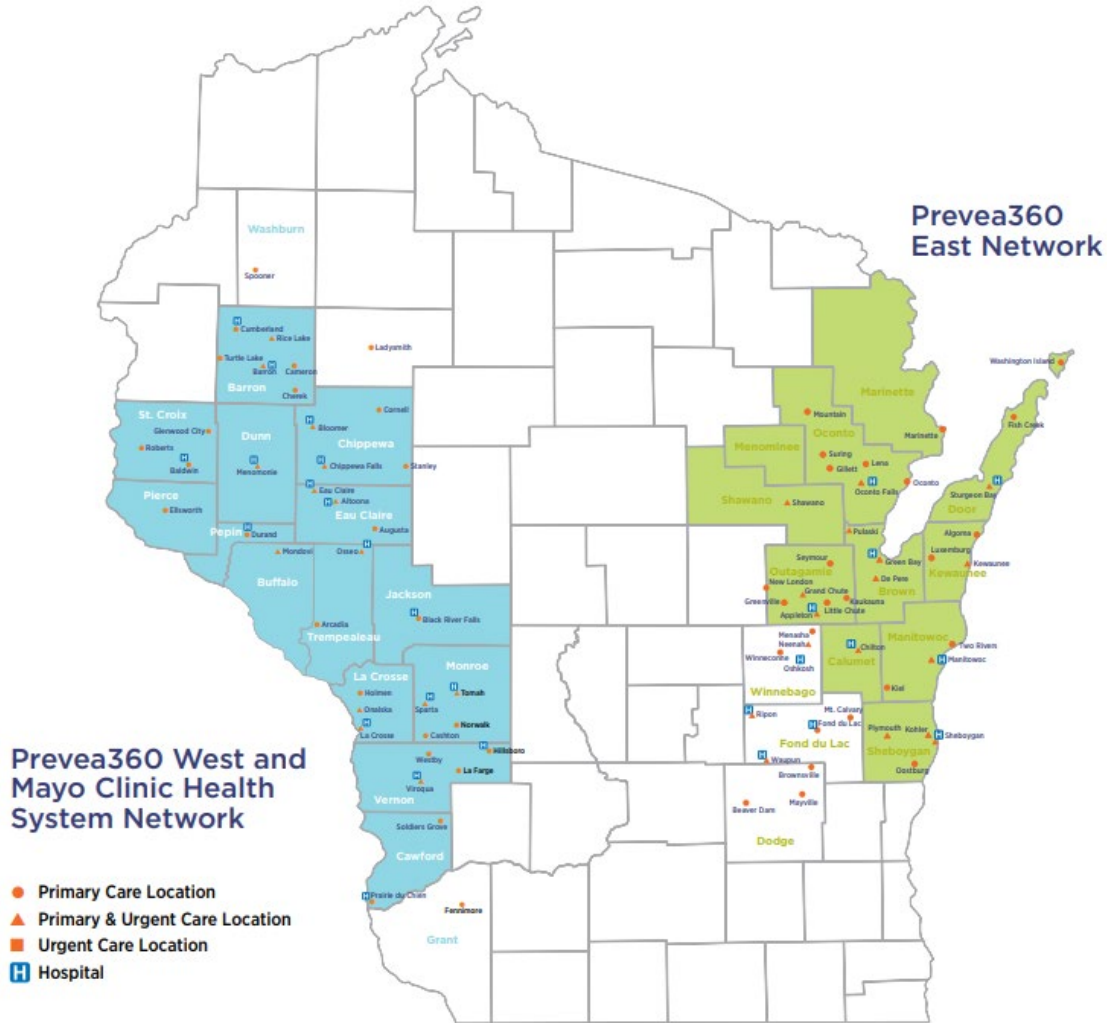 Prevea360
East Network
Washburn
Spooner
Cumberland
Rice Lake
Ladysmith
Turtle Lake
Barron
Cameron
Barron
Chetek
St. Croix
Glenwood City
Roberts
Baldwin
Dunn
Menomonie
Cornell
Bloomer
Chippewa
Chippewa Falls
Stanley
Pierce
Ellsworth
Eau Claire
Altoona
Eau Claire
Augusta
Pepin
Durand
Mondovi
Osseo
Buffalo
Jackson
Black River Falls
Arcadia
Trempealeau
Monroe
La Crosse
Holmen
Tomah
Onalaska
Sparta
Norwalk
La Crosse
Cashton
Hillsboro
Westby
La Farge
Viroqua
Vernon
Soldiers Grove
Cawford
Prairie du Chien
Fennimore
Grant
Washington Island
Marinette
Fish Creek
Mountain
Oconto
Marinette
Menominee
Suring
Lena
Gillett
Oconto Falls
Oconto
Sturgeon Bay
Door
Shawano
Shawano
Pulaski
Algoma
Seymour
Green Bay
Luxemburg
Kewaunee
Kewaunee
Outagamie
De Pere
Brown
New London
Grand Chute
Kaukauna
Greenville
Little Chute
Appleton
Menasha
Neenah
Winneconne
Oshkosh
Winnebago
Chilton
Calumet
Manitowoc
Two Rivers
Manitowoc
Kiel
Ripon
Mt. Calvary
Fond du Lac
Fond du Lac
Plymouth
Kohler
Sheboygan
Sheboygan
Oostburg
Waupun
Brownsville
Beaver Dam
Mayville
Dodge
Prevea360 West and
Mayo Clinic Health
System Network
Primary Care Location
Primary & Urgent Care Location
Urgent Care Location
H Hospital